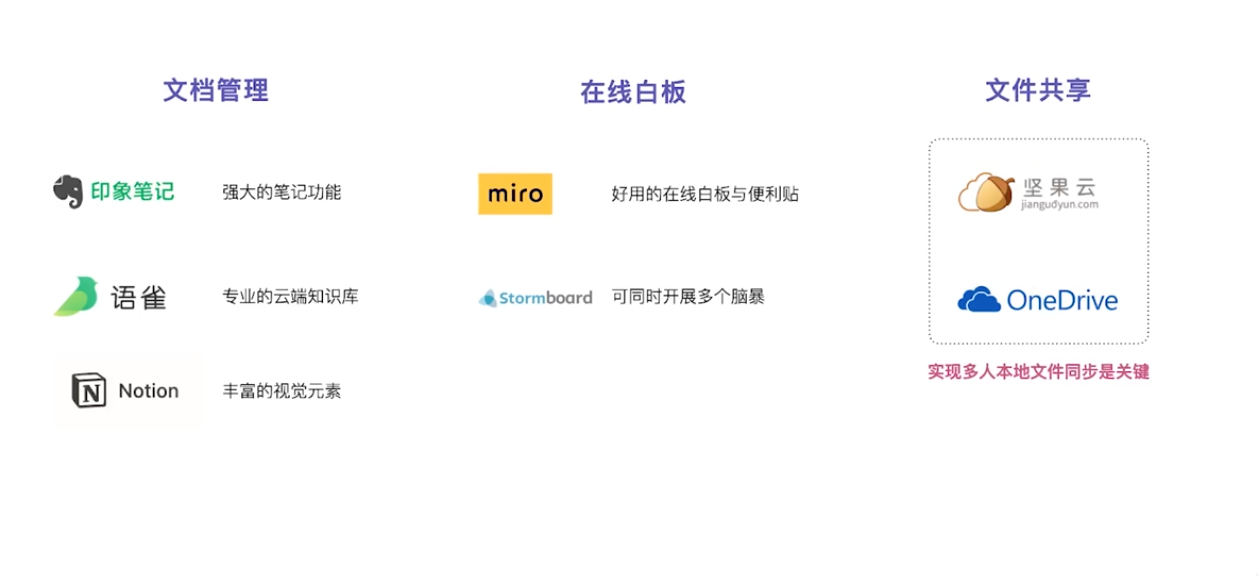 文档管理
在线白板
文件共享
印象笔记
强大的笔记功能
miro
好用的在线白板与便利贴
坚果云
jianguoyun.com
语雀
专业的云端知识库
Stormboard
可同时开展多个脑暴
OneDrive
实现多人本地文件同步是关键
N
Notion
丰富的视觉元素